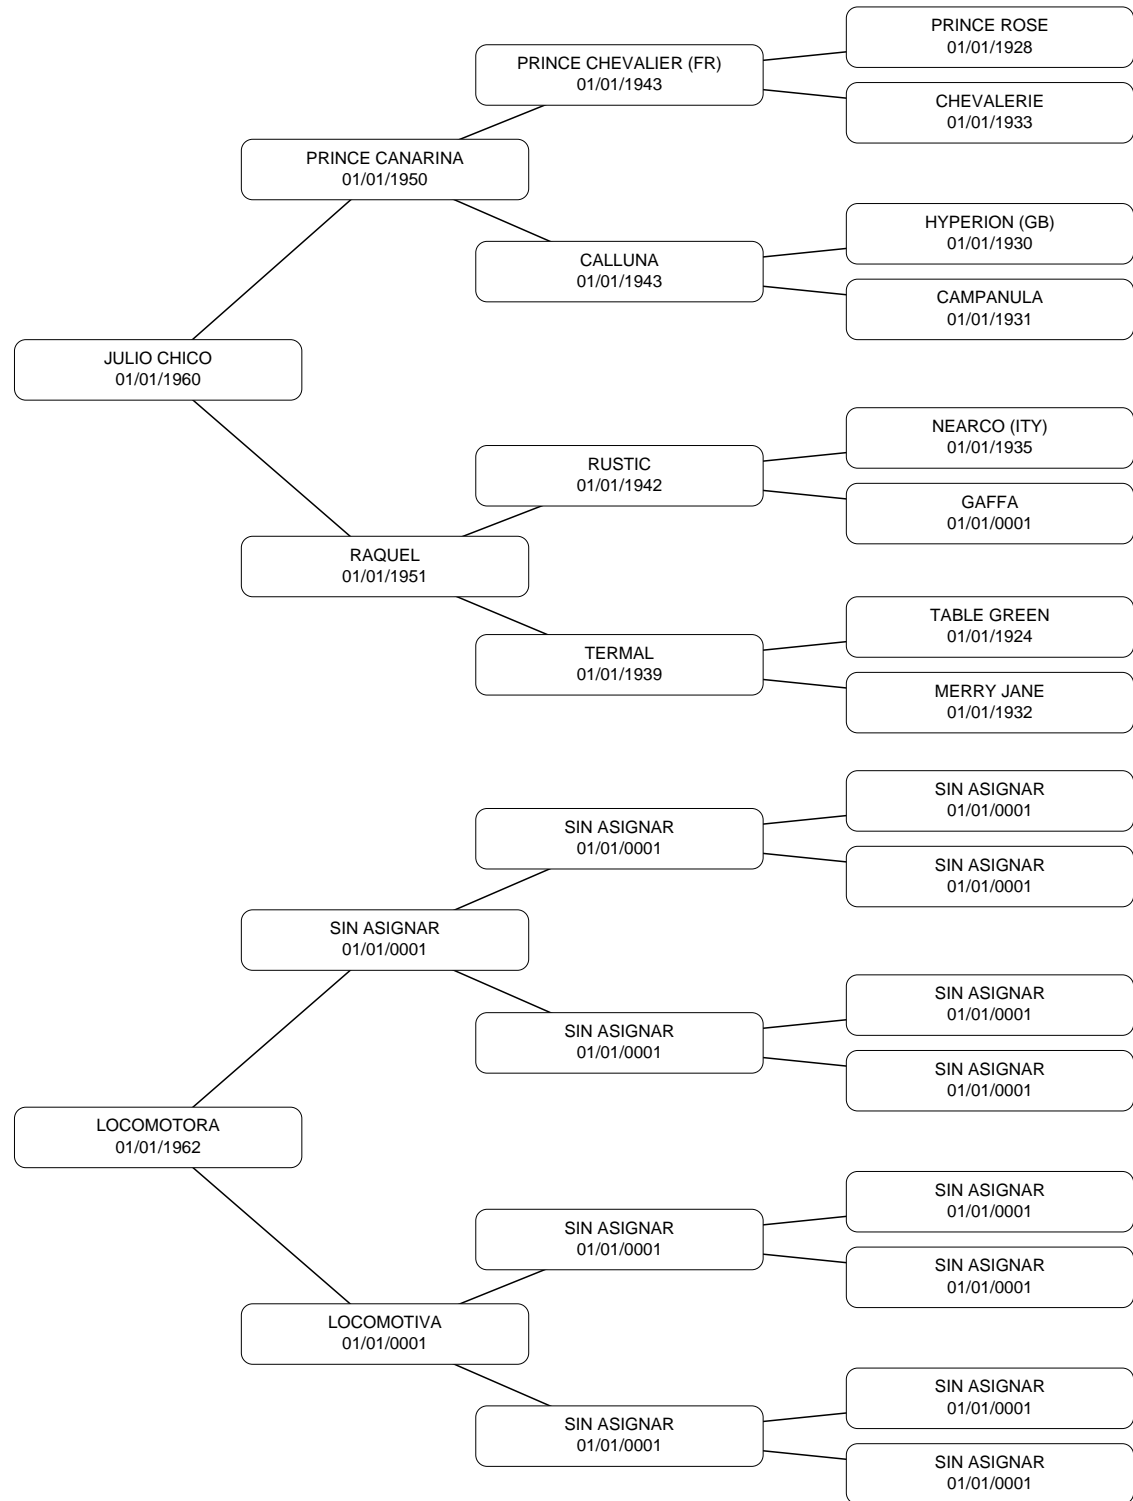 PRINCE ROSE
01/01/1928
PRINCE CHEVALIER (FR)
01/01/1943
CHEVALERIE
01/01/1933
PRINCE CANARINA
01/01/1950
HYPERION (GB)
01/01/1930
CALLUNA
01/01/1943
CAMPANULA
01/01/1931
JULIO CHICO
01/01/1960
NEARCO (ITY)
01/01/1935
RUSTIC
01/01/1942
GAFFA
01/01/0001
RAQUEL
01/01/1951
TABLE GREEN
01/01/1924
TERMAL
01/01/1939
MERRY JANE
01/01/1932
SIN ASIGNAR
01/01/0001
SIN ASIGNAR
01/01/0001
SIN ASIGNAR
01/01/0001
SIN ASIGNAR
01/01/0001
SIN ASIGNAR
01/01/0001
SIN ASIGNAR
01/01/0001
SIN ASIGNAR
01/01/0001
LOCOMOTORA
01/01/1962
SIN ASIGNAR
01/01/0001
SIN ASIGNAR
01/01/0001
SIN ASIGNAR
01/01/0001
LOCOMOTIVA
01/01/0001
SIN ASIGNAR
01/01/0001
SIN ASIGNAR
01/01/0001
SIN ASIGNAR
01/01/0001